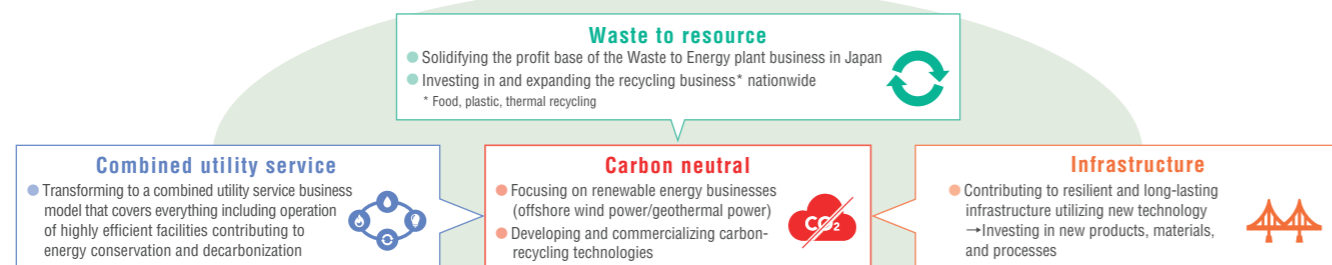 Waste to resource
Solidifying the profit base of the Waste to Energy plant business in Japan
Investing in and expanding the recycling business* nationwide
* Food, plastic, thermal recycling
Combined utility service
Transforming to a combined utility service business
model that covers everything including operation
of highly efficient facilities contributing to
energy conservation and decarbonization
Carbon neutral
Focusing on renewable energy businesses
(offshore wind power/geothermal power)
Developing and commercializing carbon-
recycling technologies
CO₂
Infrastructure
Contributing to resilient and long-lasting
infrastructure utilizing new technology
→Investing in new products, materials,
and processes